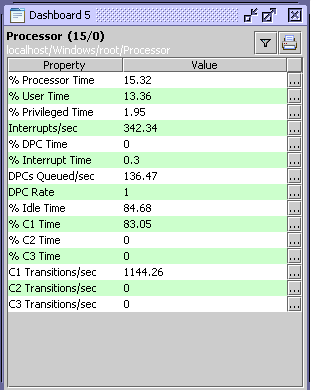 Dashboard 5
Processor (15/0)
localhost/Windows/root/Processor
Property Value
% Processor Time 15.32 ...
% User Time 13.36 ...
% Privileged Time 1.95 ...
Interrupts/sec 342.34 ...
% DPC Time 0 ...
% Interrupt Time 0.3 ...
DPCs Queued/sec 136.47 ...
DPC Rate 1 ...
% Idle Time 84.68 ...
% C1 Time 83.05 ...
% C2 Time 0 ...
% C3 Time 0 ...
C1 Transitions/sec 1144.26 ...
C2 Transitions/sec 0 ...
C3 Transitions/sec 0 ...